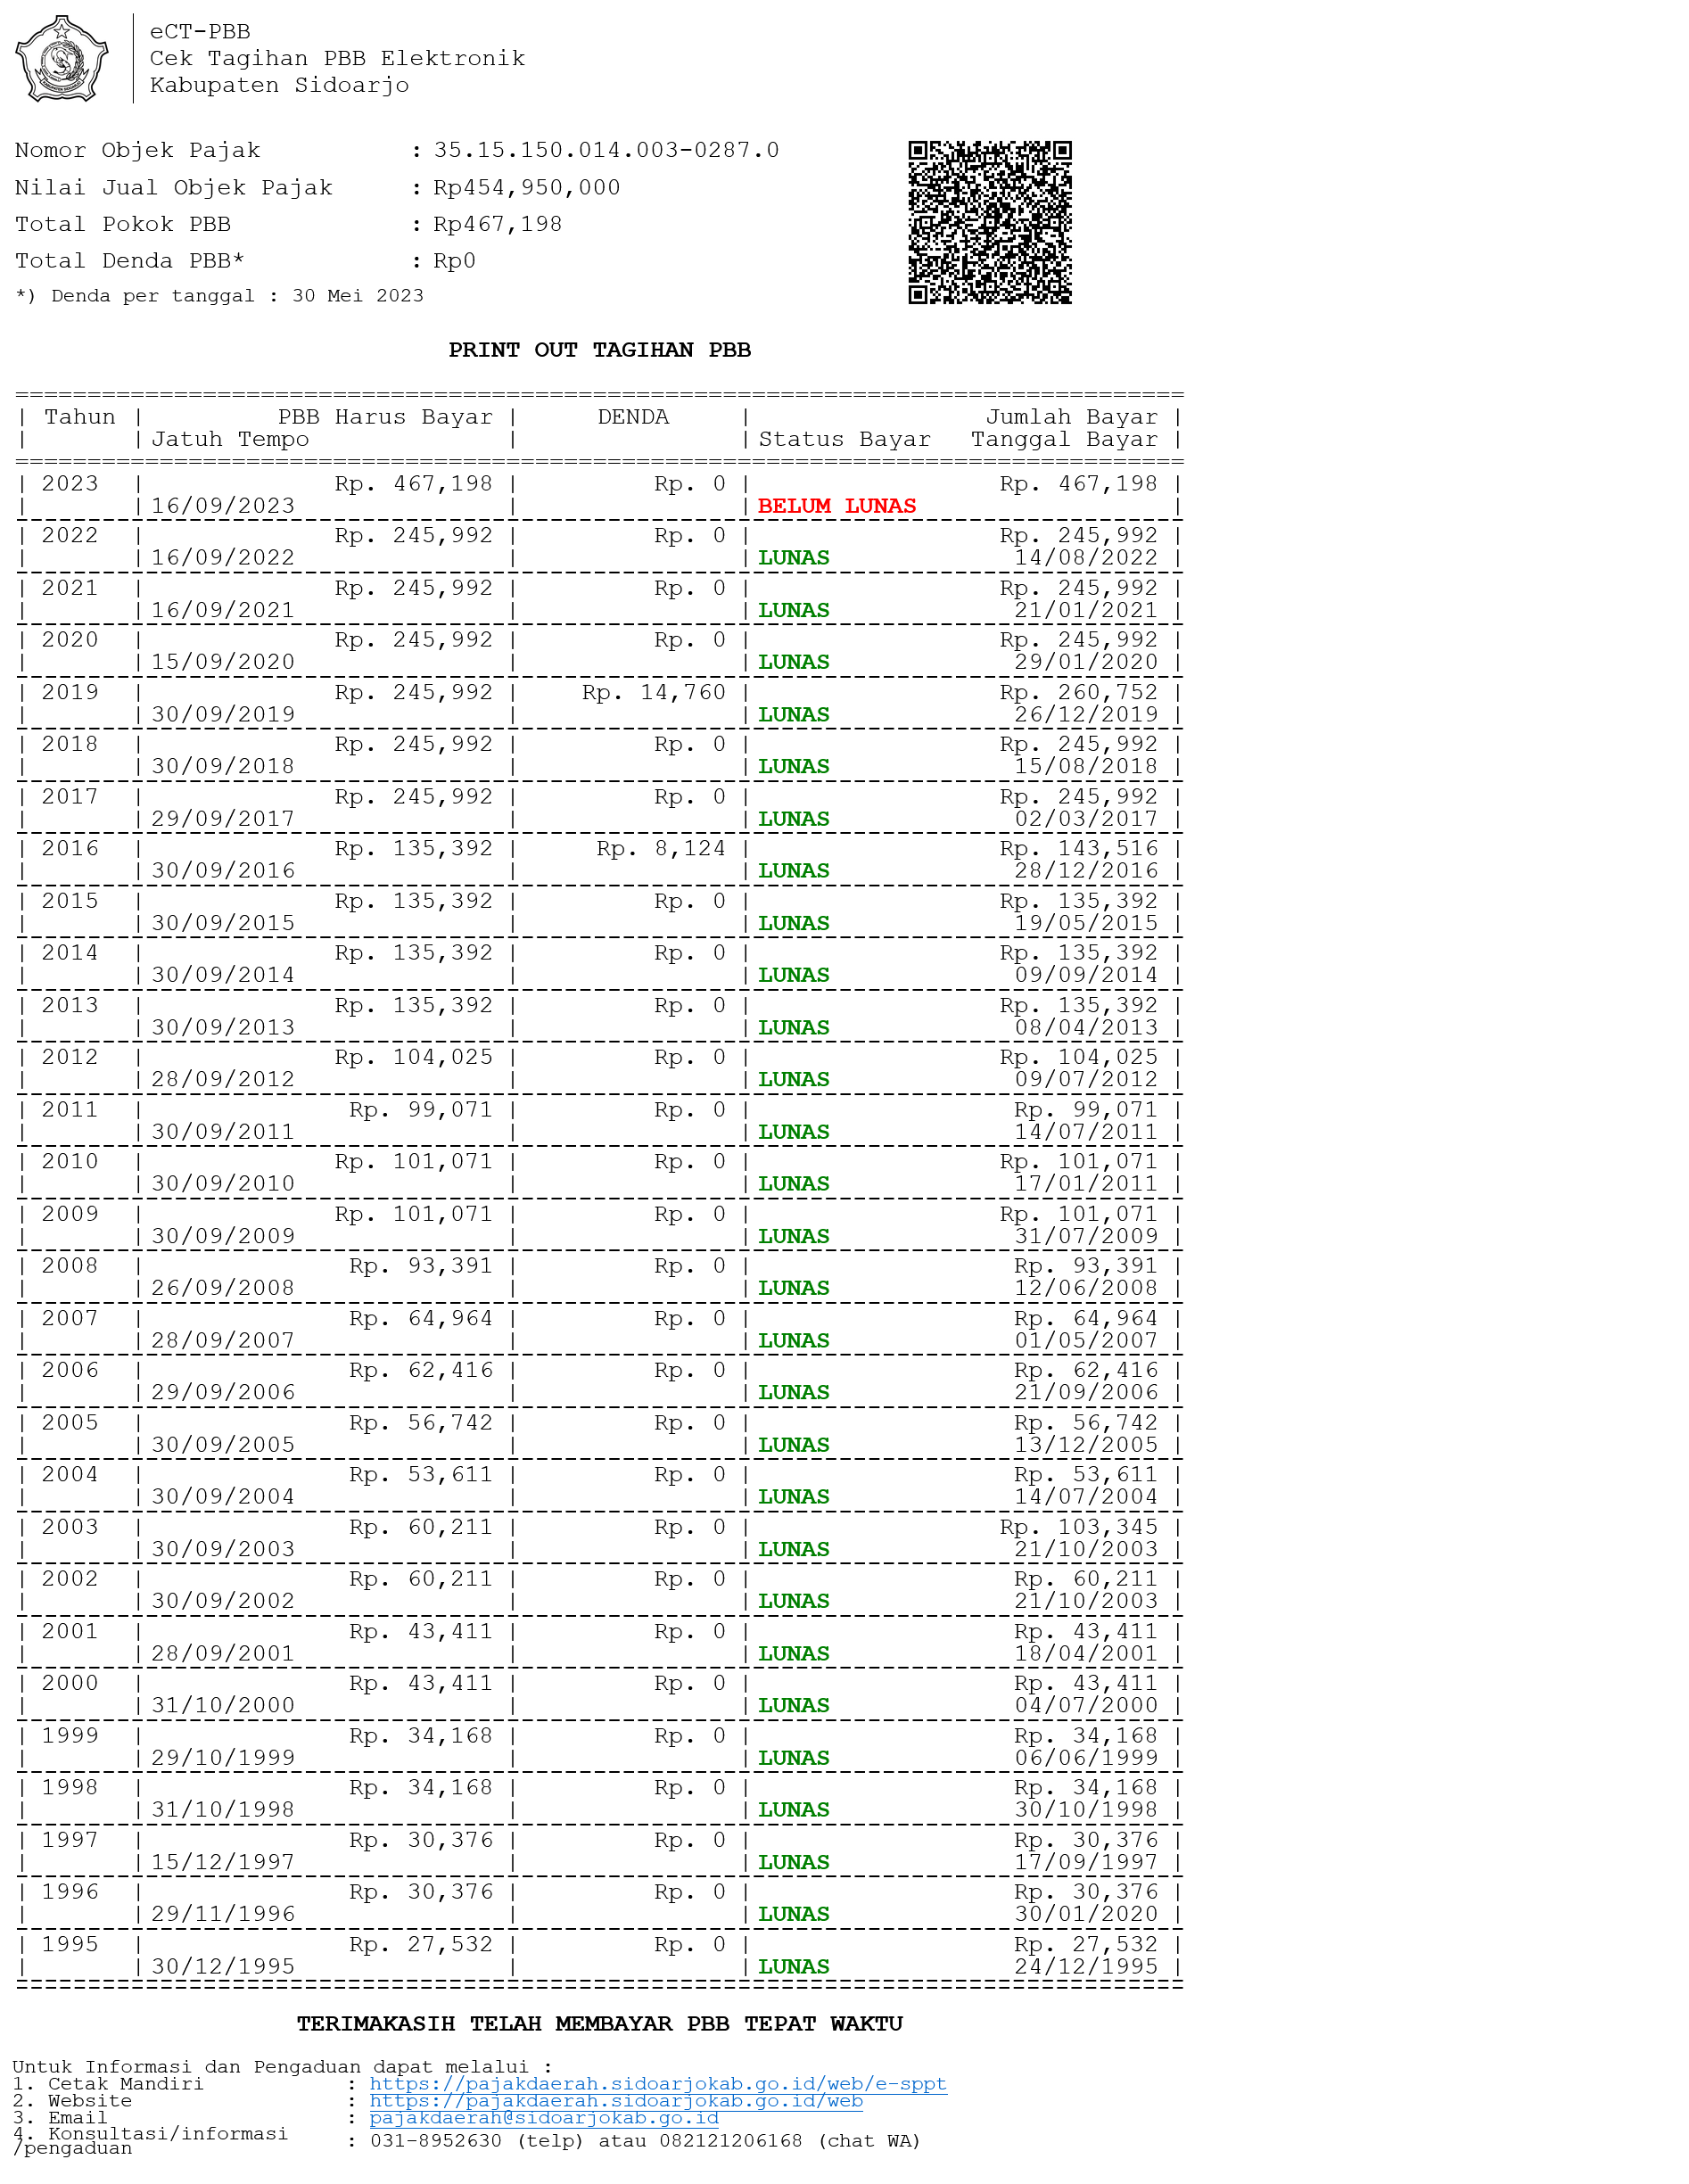 eCT-PBB
Cek Tagihan PBB Elektronik
Kabupaten Sidoarjo
Nomor Objek Pajak : 35.15.150.014.003-0287.0
Nilai Jual Objek Pajak : Rp454,950,000
Total Pokok PBB : Rp467,198
Total Denda PBB* : Rp0
*) Denda per tanggal : 30 Mei 2023
PRINT OUT TAGIHAN PBB
| Tahun | PBB Harus Bayar | DENDA | Jumlah Bayar |
| | Jatuh Tempo | | Status Bayar Tanggal Bayar |
| 2023 | Rp. 467,198 | Rp. 0 | Rp. 467,198 |
| | 16/09/2023 | | BELUM LUNAS |
| 2022 | Rp. 245,992 | Rp. 0 | Rp. 245,992 |
| | 16/09/2022 | | LUNAS 14/08/2022 |
| 2021 | Rp. 245,992 | Rp. 0 | Rp. 245,992 |
| | 16/09/2021 | | LUNAS 21/01/2021 |
| 2020 | Rp. 245,992 | Rp. 0 | Rp. 245,992 |
| | 15/09/2020 | | LUNAS 29/01/2020 |
| 2019 | Rp. 245,992 | Rp. 14,760 | Rp. 260,752 |
| | 30/09/2019 | | LUNAS 26/12/2019 |
| 2018 | Rp. 245,992 | Rp. 0 | Rp. 245,992 |
| | 30/09/2018 | | LUNAS 15/08/2018 |
| 2017 | Rp. 245,992 | Rp. 0 | Rp. 245,992 |
| | 29/09/2017 | | LUNAS 02/03/2017 |
| 2016 | Rp. 135,392 | Rp. 8,124 | Rp. 143,516 |
| | 30/09/2016 | | LUNAS 28/12/2016 |
| 2015 | Rp. 135,392 | Rp. 0 | Rp. 135,392 |
| | 30/09/2015 | | LUNAS 19/05/2015 |
| 2014 | Rp. 135,392 | Rp. 0 | Rp. 135,392 |
| | 30/09/2014 | | LUNAS 09/09/2014 |
| 2013 | Rp. 135,392 | Rp. 0 | Rp. 135,392 |
| | 30/09/2013 | | LUNAS 08/04/2013 |
| 2012 | Rp. 104,025 | Rp. 0 | Rp. 104,025 |
| | 28/09/2012 | | LUNAS 09/07/2012 |
| 2011 | Rp. 99,071 | Rp. 0 | Rp. 99,071 |
| | 30/09/2011 | | LUNAS 14/07/2011 |
| 2010 | Rp. 101,071 | Rp. 0 | Rp. 101,071 |
| | 30/09/2010 | | LUNAS 17/01/2011 |
| 2009 | Rp. 101,071 | Rp. 0 | Rp. 101,071 |
| | 30/09/2009 | | LUNAS 31/07/2009 |
| 2008 | Rp. 93,391 | Rp. 0 | Rp. 93,391 |
| | 26/09/2008 | | LUNAS 12/06/2008 |
| 2007 | Rp. 64,964 | Rp. 0 | Rp. 64,964 |
| | 28/09/2007 | | LUNAS 01/05/2007 |
| 2006 | Rp. 62,416 | Rp. 0 | Rp. 62,416 |
| | 29/09/2006 | | LUNAS 21/09/2006 |
| 2005 | Rp. 56,742 | Rp. 0 | Rp. 56,742 |
| | 30/09/2005 | | LUNAS 13/12/2005 |
| 2004 | Rp. 53,611 | Rp. 0 | Rp. 53,611 |
| | 30/09/2004 | | LUNAS 14/07/2004 |
| 2003 | Rp. 60,211 | Rp. 0 | Rp. 103,345 |
| | 30/09/2003 | | LUNAS 21/10/2003 |
| 2002 | Rp. 60,211 | Rp. 0 | Rp. 60,211 |
| | 30/09/2002 | | LUNAS 21/10/2003 |
| 2001 | Rp. 43,411 | Rp. 0 | Rp. 43,411 |
| | 28/09/2001 | | LUNAS 18/04/2001 |
| 2000 | Rp. 43,411 | Rp. 0 | Rp. 43,411 |
| | 31/10/2000 | | LUNAS 04/07/2000 |
| 1999 | Rp. 34,168 | Rp. 0 | Rp. 34,168 |
| | 29/10/1999 | | LUNAS 06/06/1999 |
| 1998 | Rp. 34,168 | Rp. 0 | Rp. 34,168 |
| | 31/10/1998 | | LUNAS 30/10/1998 |
| 1997 | Rp. 30,376 | Rp. 0 | Rp. 30,376 |
| | 15/12/1997 | | LUNAS 17/09/1997 |
| 1996 | Rp. 30,376 | Rp. 0 | Rp. 30,376 |
| | 29/11/1996 | | LUNAS 30/01/2020 |
| 1995 | Rp. 27,532 | Rp. 0 | Rp. 27,532 |
| | 30/12/1995 | | LUNAS 24/12/1995 |
TERIMAKASIH TELAH MEMBAYAR PBB TEPAT WAKTU
Untuk Informasi dan Pengaduan dapat melalui :
1. Cetak Mandiri : https://pajakdaerah.sidoarjokab.go.id/web/e-sppt
2. Website : https://pajakdaerah.sidoarjokab.go.id/web
3. Email : pajakdaerah@sidoarjokab.go.id
4. Konsultasi/informasi
/pengaduan : 031-8952630 (telp) atau 082121206168 (chat WA)